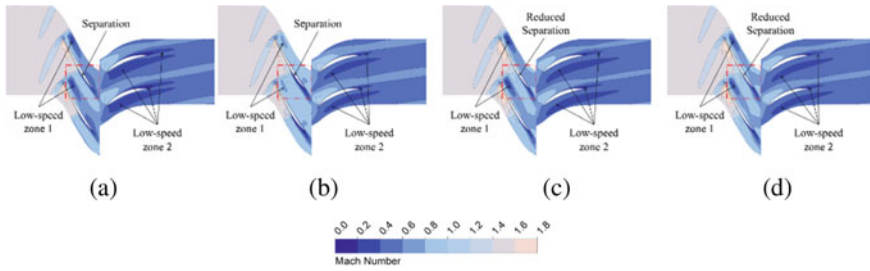 Separation
Low-speed
zone 1
Low-speed
zone 2
(a)
Separation
Low-speed
zone 1
Low-speed
zone 2
(b)
Reduced
Separation
Low-speed
zone 1
Low-speed
zone 2
(c)
Reduced
Separation
Low-speed
zone 1
Low-speed
zone 2
(d)
0.0 0.2 0.4 0.6 0.8 1.0 1.2 1.4 1.6 1.8
Mach Number